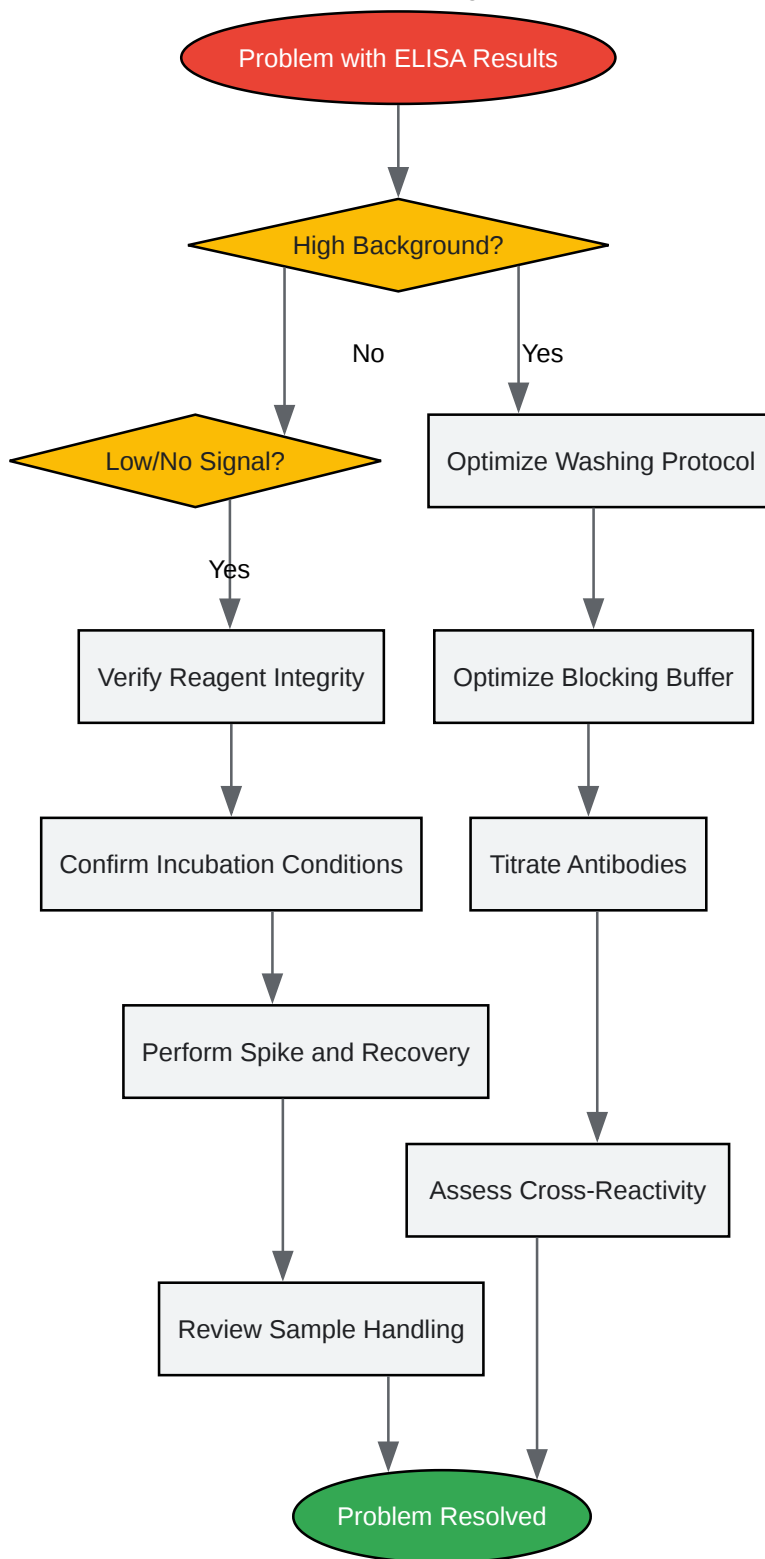 Problem with ELISA Results
High Background?
No
Yes
Low/No Signal?
Optimize Washing Protocol
Yes
Verify Reagent Integrity
Optimize Blocking Buffer
Confirm Incubation Conditions
Titrate Antibodies
Perform Spike and Recovery
Assess Cross-Reactivity
Review Sample Handling
Problem Resolved